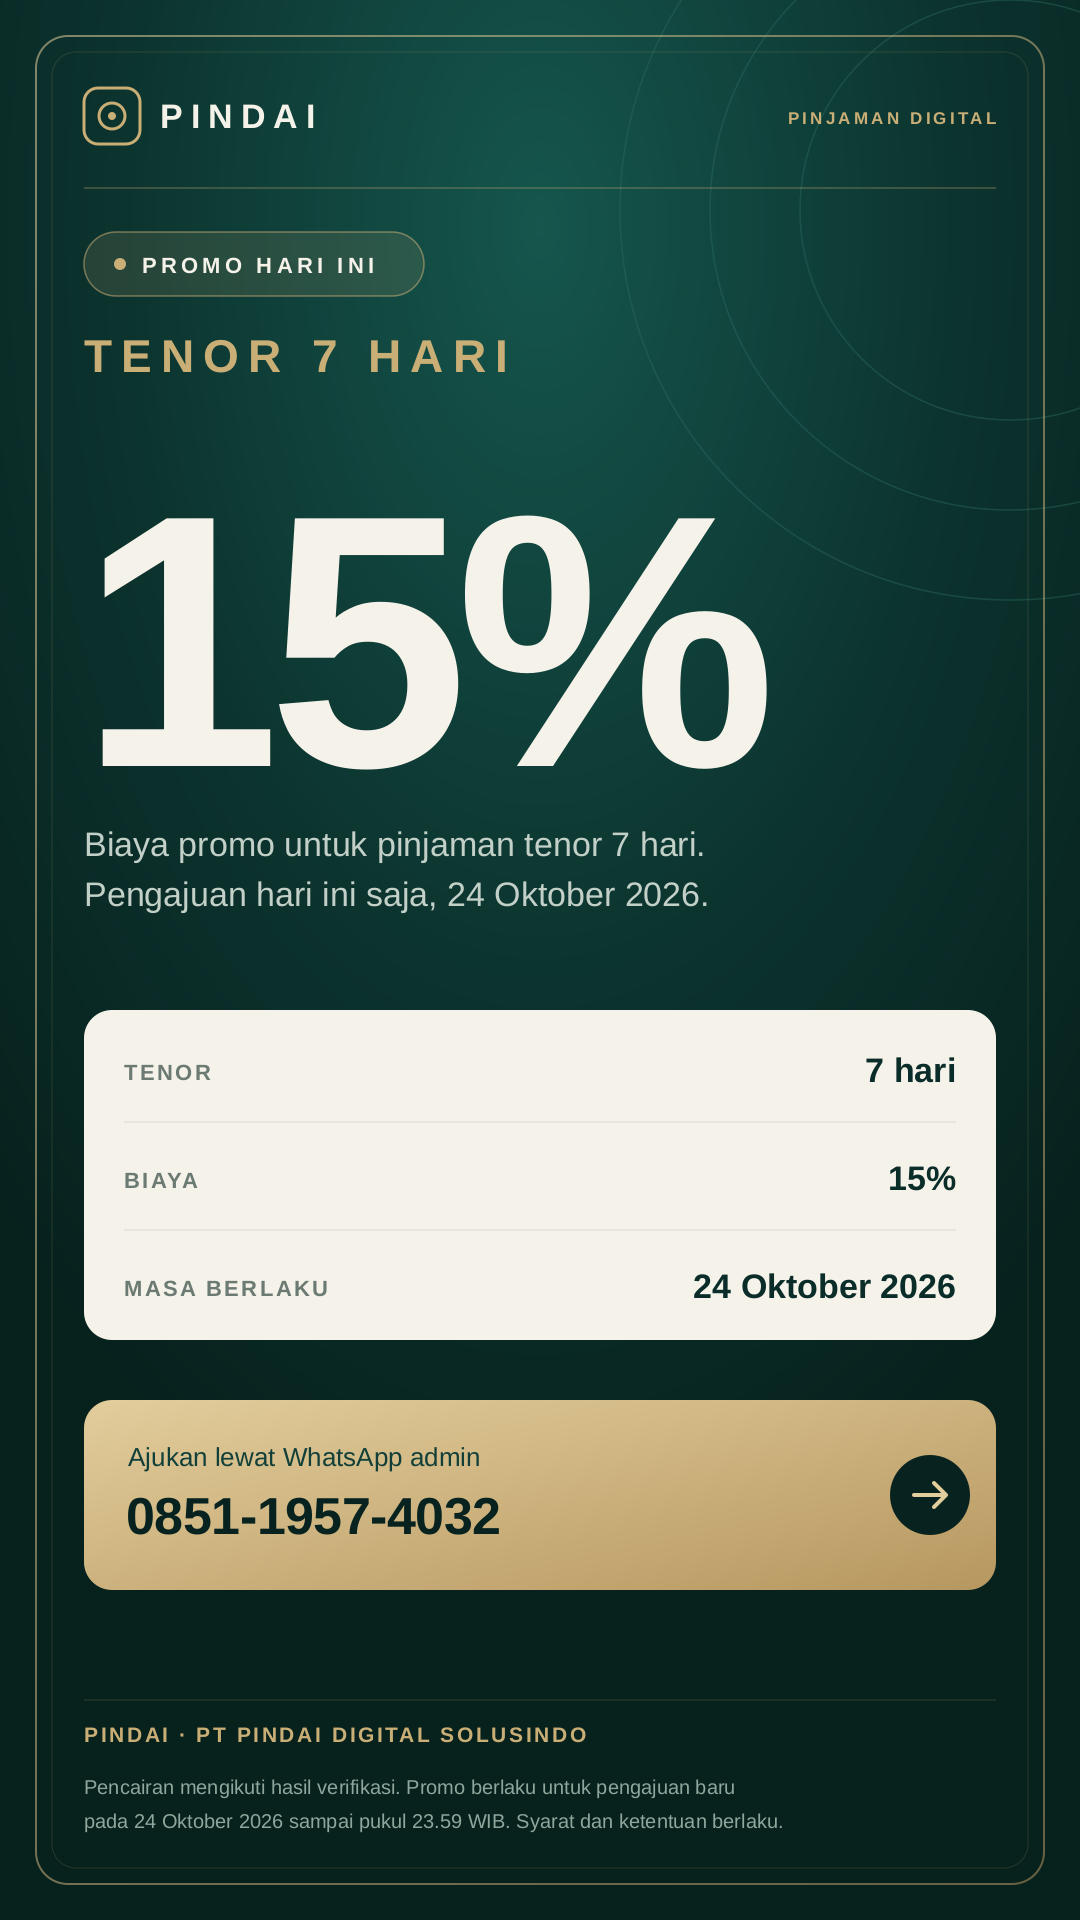 PINDAI
PINJAMAN DIGITAL
PROMO HARI INI
TENOR 7 HARI
15%
Biaya promo untuk pinjaman tenor 7 hari.
Pengajuan hari ini saja, 24 Oktober 2026.
TENOR
7 hari
BIAYA
15%
MASA BERLAKU
24 Oktober 2026
Ajukan lewat WhatsApp admin
0851-1957-4032
PINDAI · PT PINDAI DIGITAL SOLUSINDO
Pencairan mengikuti hasil verifikasi. Promo berlaku untuk pengajuan baru
pada 24 Oktober 2026 sampai pukul 23.59 WIB. Syarat dan ketentuan berlaku.